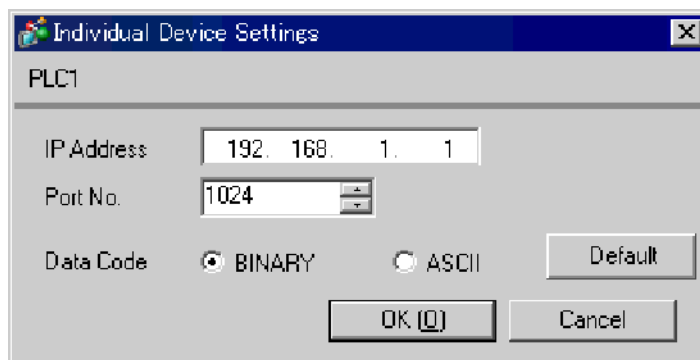 Individual Device Settings
PLC1
IP Address 192. 168. 1. 1
Port No. 1024
Data Code BINARY ASCII Default
OK (O) Cancel